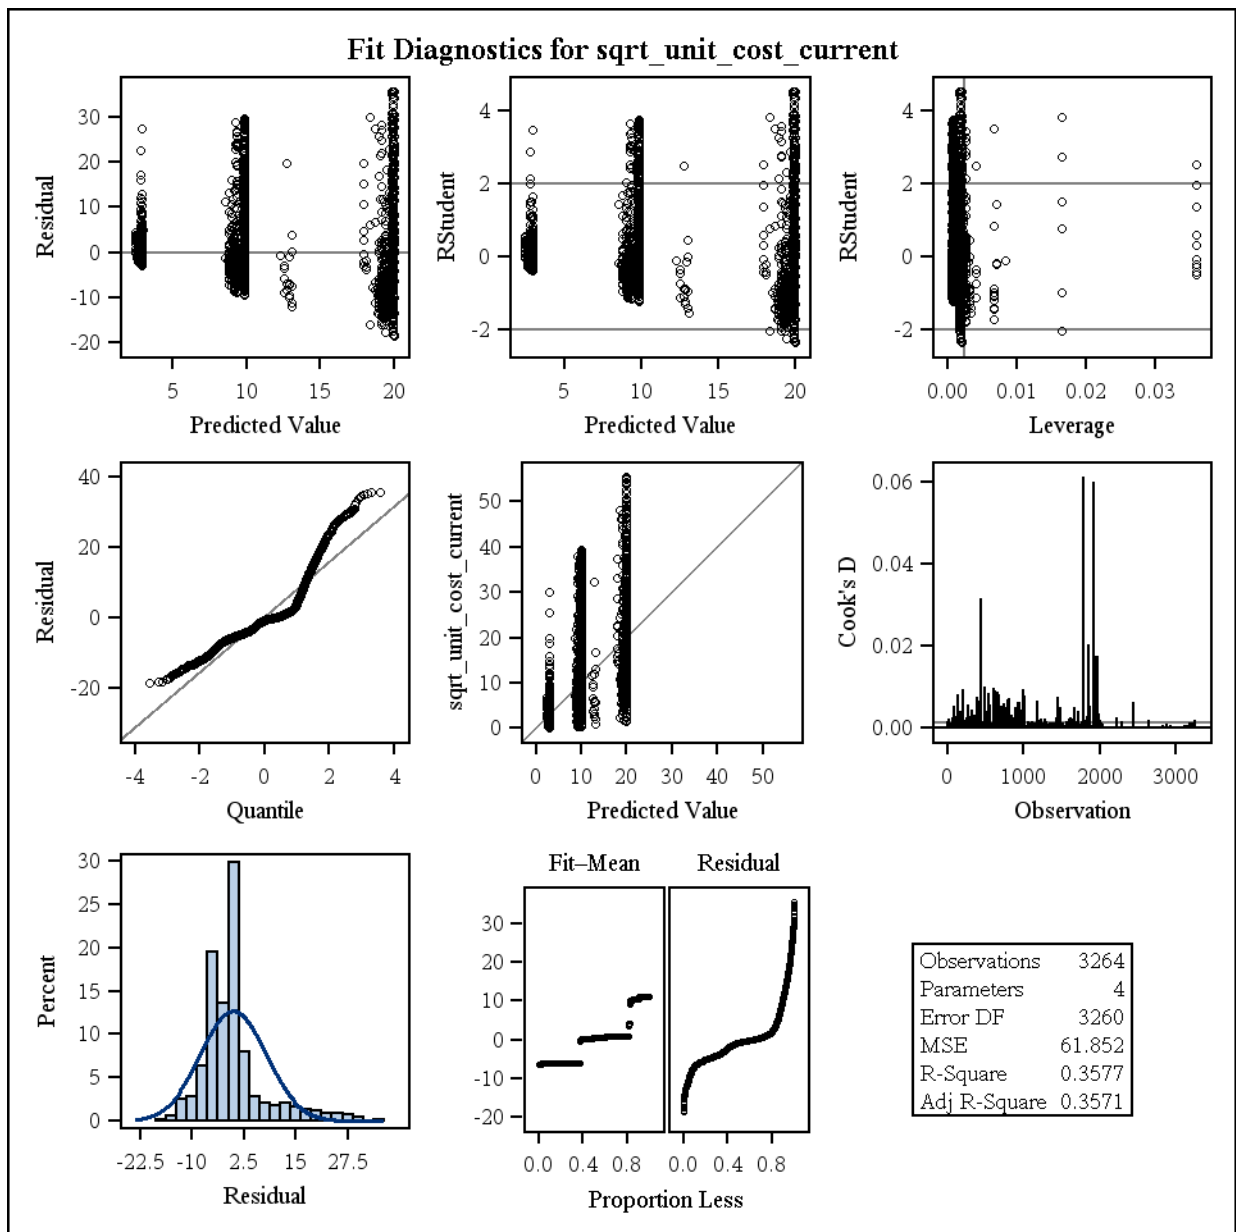 Fit Diagnostics for sqrt_unit_cost_current
Residual
30
20
10
0
-10
-20
5 10 15 20
Predicted Value
RStudent
4
2
0
-2
5 10 15 20
Predicted Value
RStudent
4
2
0
-2
0.00 0.01 0.02 0.03
Leverage
Residual
40
20
0
-20
-4 -2 0 2 4
Quantile
sqrt_unit_cost_current
50
40
30
20
10
0
0 10 20 30 40 50
Predicted Value
Cook's D
0.06
0.04
0.02
0.00
0 1000 2000 3000
Observation
Percent
30
25
20
15
10
5
0
-22.5 -10 2.5 15 27.5
Residual
Fit–Mean Residual
30
20
10
0
-10
-20
0.0 0.4 0.8 0.0 0.4 0.8
Proportion Less
Observations 3264
Parameters 4
Error DF 3260
MSE 61.852
R-Square 0.3577
Adj R-Square 0.3571